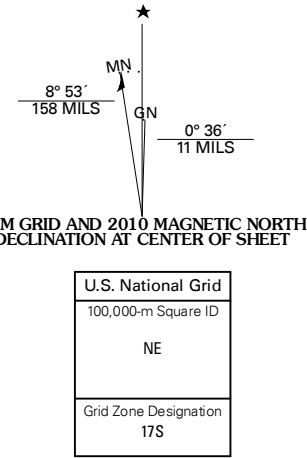 MN
8° 53´
158 MILS
GN
0° 36´
11 MILS
M GRID AND 2010 MAGNETIC NORTH
DECLINATION AT CENTER OF SHEET
U.S. National Grid
100,000-m Square ID
NE
Grid Zone Designation
17S